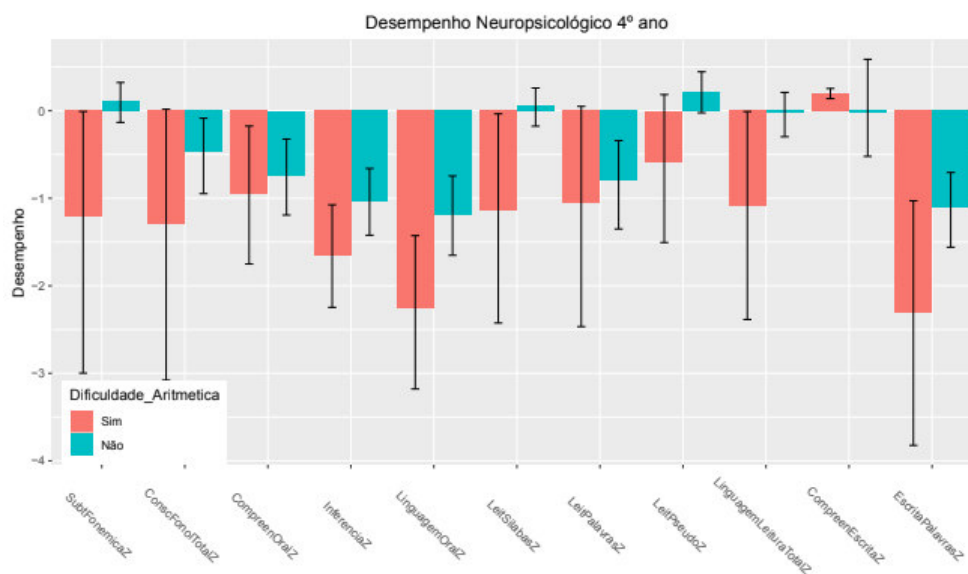 Desempenho Neuropsicológico 4º ano
Desempenho
0
−1
−2
−3
−4
Dificuldade_Aritmetica
Sim
Não
SubtFonemicaZ
ConscFonolTotalZ
CompreenOralZ
InferenciaZ
LinguagemOralZ
LeitSilabasZ
LeitPalavrasZ
LeitPseudoZ
LinguagemLeituraTotalZ
CompreenEscritaZ
EscritaPalavrasZ